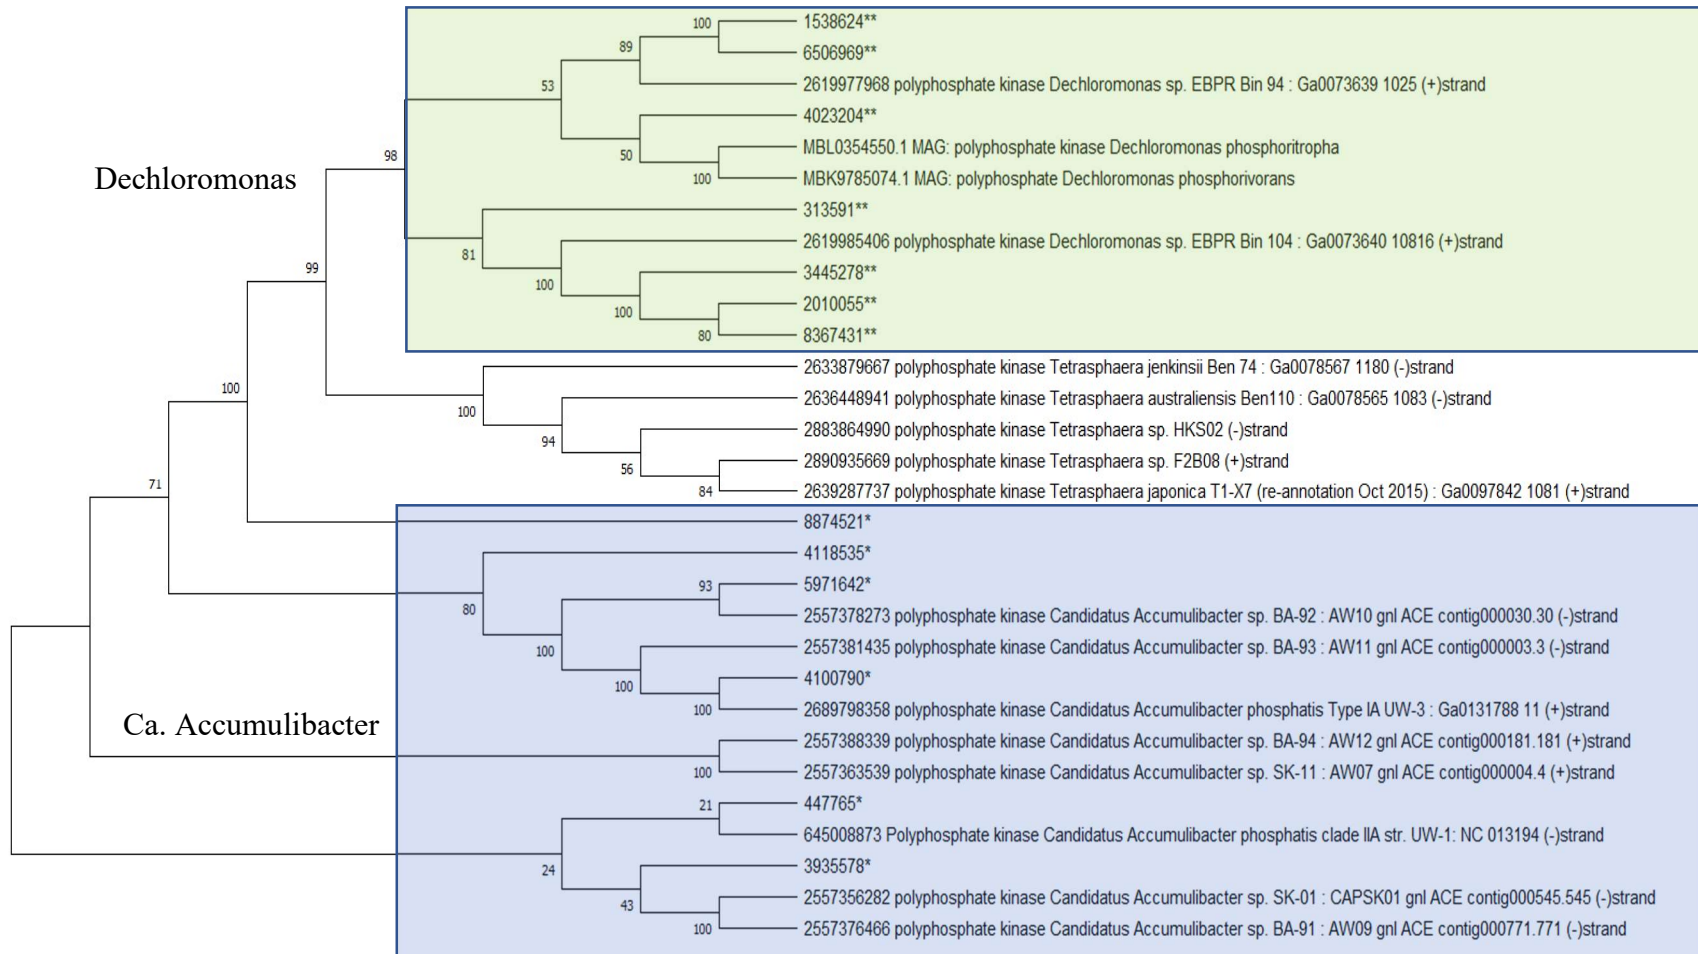 100
1538624**
6506969**
89
2619977968 polyphosphate kinase Dechloromonas sp. EBPR Bin 94 : Ga0073639 1025 (+)strand
53
4023204**
50
MBL0354550.1 MAG: polyphosphate kinase Dechloromonas phosphoritropha
100
MBK9785074.1 MAG: polyphosphate Dechloromonas phosphorivorans
98
Dechloromonas
313591**
81
2619985406 polyphosphate kinase Dechloromonas sp. EBPR Bin 104 : Ga0073640 10816 (+)strand
100
3445278**
100
2010055**
80
8367431**
99
2633879667 polyphosphate kinase Tetrasphaera jenkinsii Ben 74 : Ga0078567 1180 (-)strand
100
2636448941 polyphosphate kinase Tetrasphaera australiensis Ben110 : Ga0078565 1083 (-)strand
94
2883864990 polyphosphate kinase Tetrasphaera sp. HKS02 (-)strand
56
2890935669 polyphosphate kinase Tetrasphaera sp. F2B08 (+)strand
84
2639287737 polyphosphate kinase Tetrasphaera japonica T1-X7 (re-annotation Oct 2015) : Ga0097842 1081 (+)strand
100
71
8874521*
4118535*
80
93
5971642*
2557378273 polyphosphate kinase Candidatus Accumulibacter sp. BA-92 : AW10 gnl ACE contig000030.30 (-)strand
100
2557381435 polyphosphate kinase Candidatus Accumulibacter sp. BA-93 : AW11 gnl ACE contig000003.3 (-)strand
100
4100790*
100
2689798358 polyphosphate kinase Candidatus Accumulibacter phosphatis Type IA UW-3 : Ga0131788 11 (+)strand
Ca. Accumulibacter
2557388339 polyphosphate kinase Candidatus Accumulibacter sp. BA-94 : AW12 gnl ACE contig000181.181 (+)strand
100
2557363539 polyphosphate kinase Candidatus Accumulibacter sp. SK-11 : AW07 gnl ACE contig000004.4 (+)strand
21
447765*
645008873 Polyphosphate kinase Candidatus Accumulibacter phosphatis clade IIA str. UW-1: NC 013194 (-)strand
24
3935578*
43
2557356282 polyphosphate kinase Candidatus Accumulibacter sp. SK-01 : CAPSK01 gnl ACE contig000545.545 (-)strand
100
2557376466 polyphosphate kinase Candidatus Accumulibacter sp. BA-91 : AW09 gnl ACE contig000771.771 (-)strand